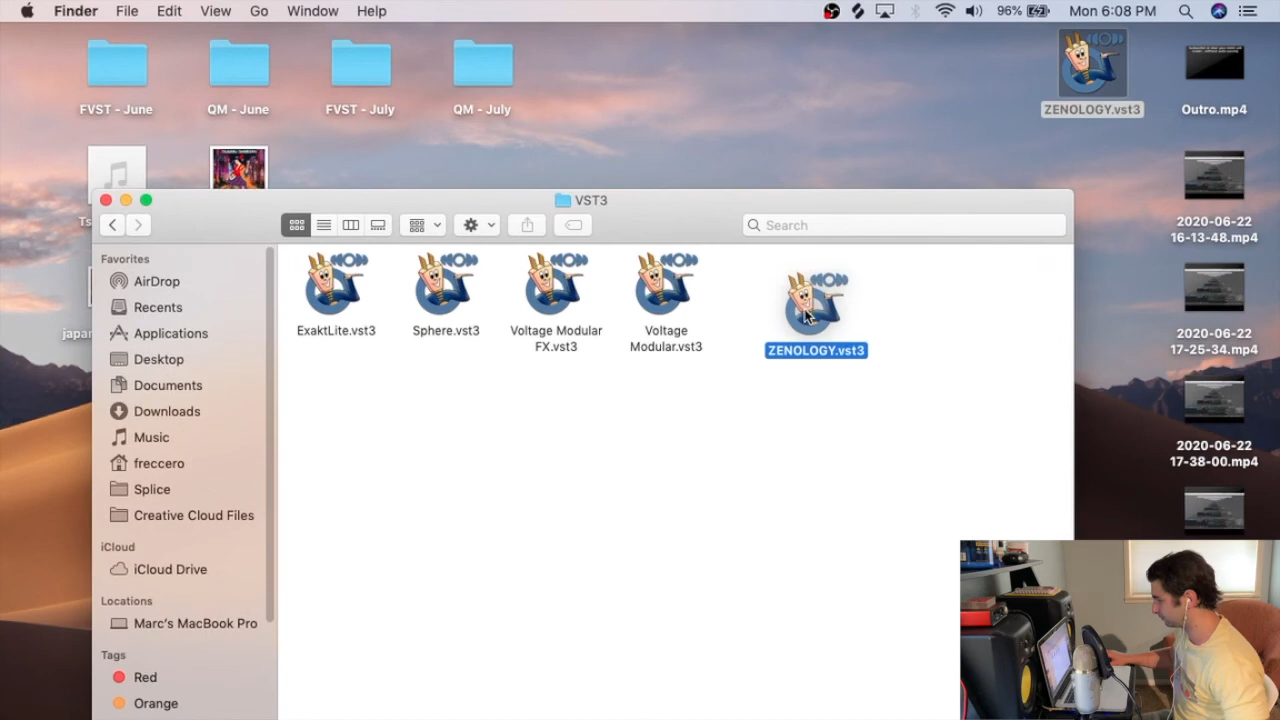 Finder File Edit View Go Window Help 96% Mon 6:08 PM
FVST - June QM - June FVST - July QM - July ZENOLOGY.vst3 Outro.mp4
2020-06-22
16-13-48.mp4
VST3
Search
Favorites
AirDrop
Recents
Applications
Desktop
Documents
Downloads
Music
freccero
Splice
Creative Cloud Files
iCloud
iCloud Drive
Locations
Marc's MacBook Pro
Tags
Red
Orange
ExaktLite.vst3
Sphere.vst3
Voltage Modular
FX.vst3
Voltage
Modular.vst3
ZENOLOGY.vst3
2020-06-22
17-25-34.mp4
2020-06-22
17-38-00.mp4